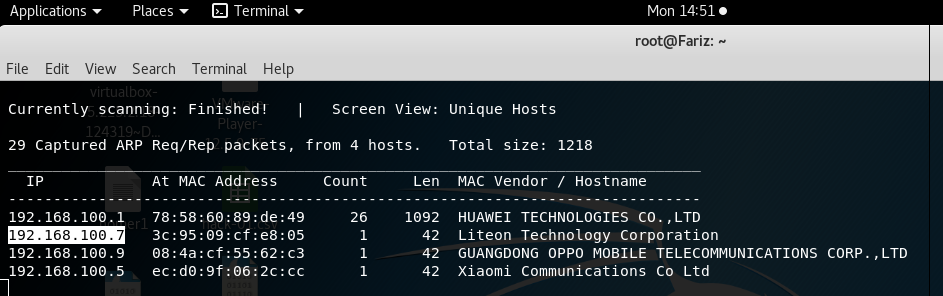 Applications Places Terminal Mon 14:51
root@Fariz: ~
File Edit View Search Terminal Help
virtualbox-
Currently scanning: Finished! | Screen View: Unique Hosts
124319~D... Player-
29 Captured ARP Req/Rep packets, from 4 hosts. Total size: 1218
_____________________________________________________________________________
IP At MAC Address Count Len MAC Vendor / Hostname
-----------------------------------------------------------------------------
192.168.100.1 78:58:60:89:de:49 26 1092 HUAWEI TECHNOLOGIES CO.,LTD
192.168.100.7 3c:95:09:cf:e8:05 1 42 Liteon Technology Corporation
192.168.100.9 08:4a:cf:55:62:c3 1 42 GUANGDONG OPPO MOBILE TELECOMMUNICATIONS CORP.,LTD
192.168.100.5 ec:d0:9f:06:2c:cc 1 42 Xiaomi Communications Co Ltd